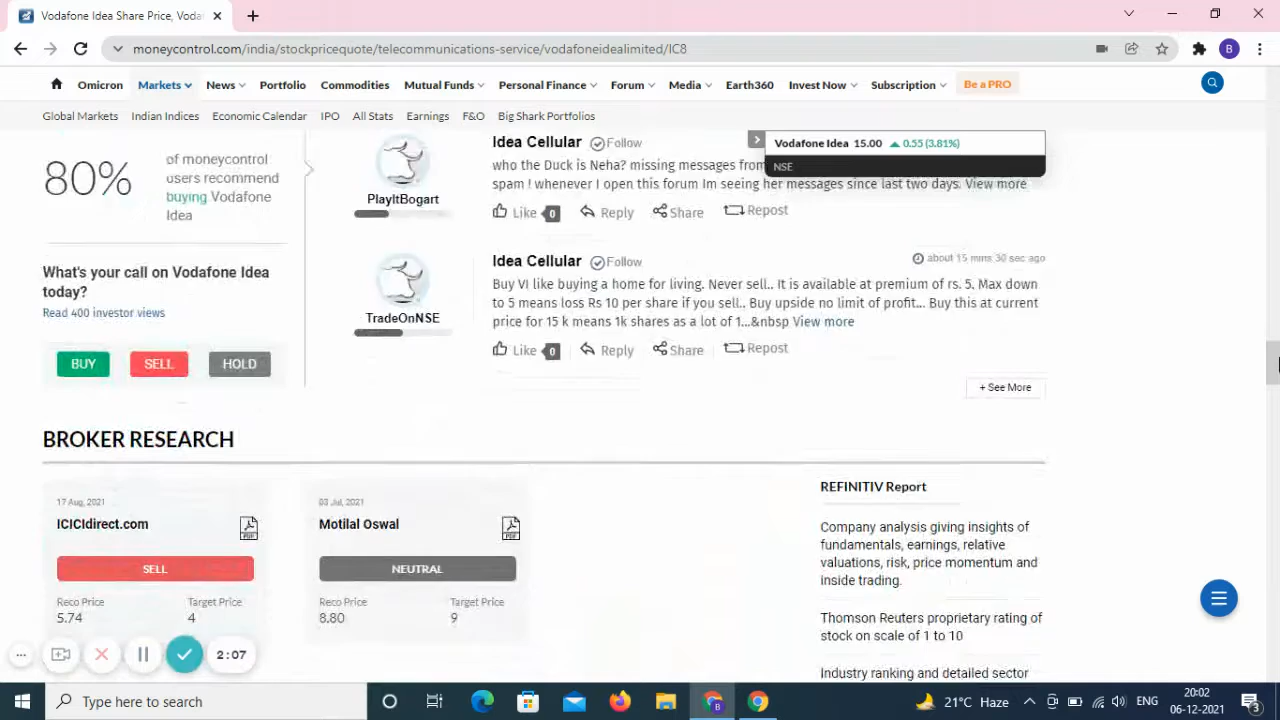 Vodafone Idea Share Price, Voda
moneycontrol.com/india/stockpricequote/telecommunications-service/vodafoneidealimited/IC8
B
Omicron Markets News Portfolio Commodities Mutual Funds Personal Finance Forum Media Earth360 Invest Now Subscription Be a PRO
Global Markets Indian Indices Economic Calendar IPO All Stats Earnings F&O Big Shark Portfolios
80%
of moneycontrol
users recommend
buying Vodafone
Idea
What's your call on Vodafone Idea
today?
Read 400 investor views
BUY SELL HOLD
PlayItBogart
Idea Cellular Follow
who the Duck is Neha? missing messages from
spam ! whenever I open this forum Im seeing her messages since last two days. View more
Like 0 Reply Share Repost
Vodafone Idea 15.00 0.55 (3.81%)
NSE
TradeOnNSE
Idea Cellular Follow
about 15 mins 30 sec ago
Buy VI like buying a home for living. Never sell.. It is available at premium of rs. 5. Max down
to 5 means loss Rs 10 per share if you sell.. Buy upside no limit of profit... Buy this at current
price for 15 k means 1k shares as a lot of 1...&nbsp View more
Like 0 Reply Share Repost
+ See More
BROKER RESEARCH
17 Aug, 2021
ICICIdirect.com
PDF
SELL
Reco Price Target Price
5.74 4
03 Jul, 2021
Motilal Oswal
PDF
NEUTRAL
Reco Price Target Price
8.80 9
REFINITIV Report
Company analysis giving insights of
fundamentals, earnings, relative
valuations, risk, price momentum and
inside trading.
Thomson Reuters proprietary rating of
stock on scale of 1 to 10
Industry ranking and detailed sector
2:07
Type here to search
B
21°C Haze
ENG
20:02
06-12-2021
3